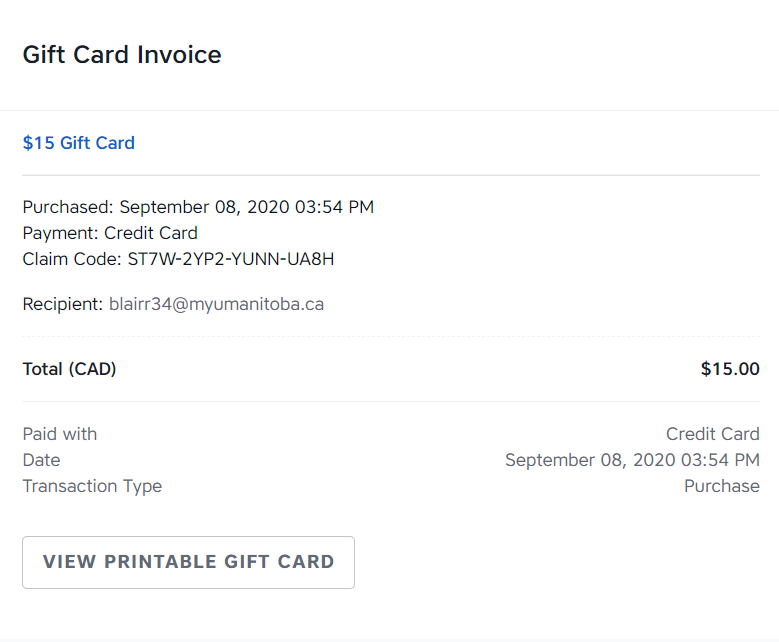 Gift Card Invoice
$15 Gift Card
Purchased: September 08, 2020 03:54 PM
Payment: Credit Card
Claim Code: ST7W-2YP2-YUNN-UA8H
Recipient: blairr34@myumanitoba.ca
Total (CAD) $15.00
Paid with Credit Card
Date September 08, 2020 03:54 PM
Transaction Type Purchase
VIEW PRINTABLE GIFT CARD